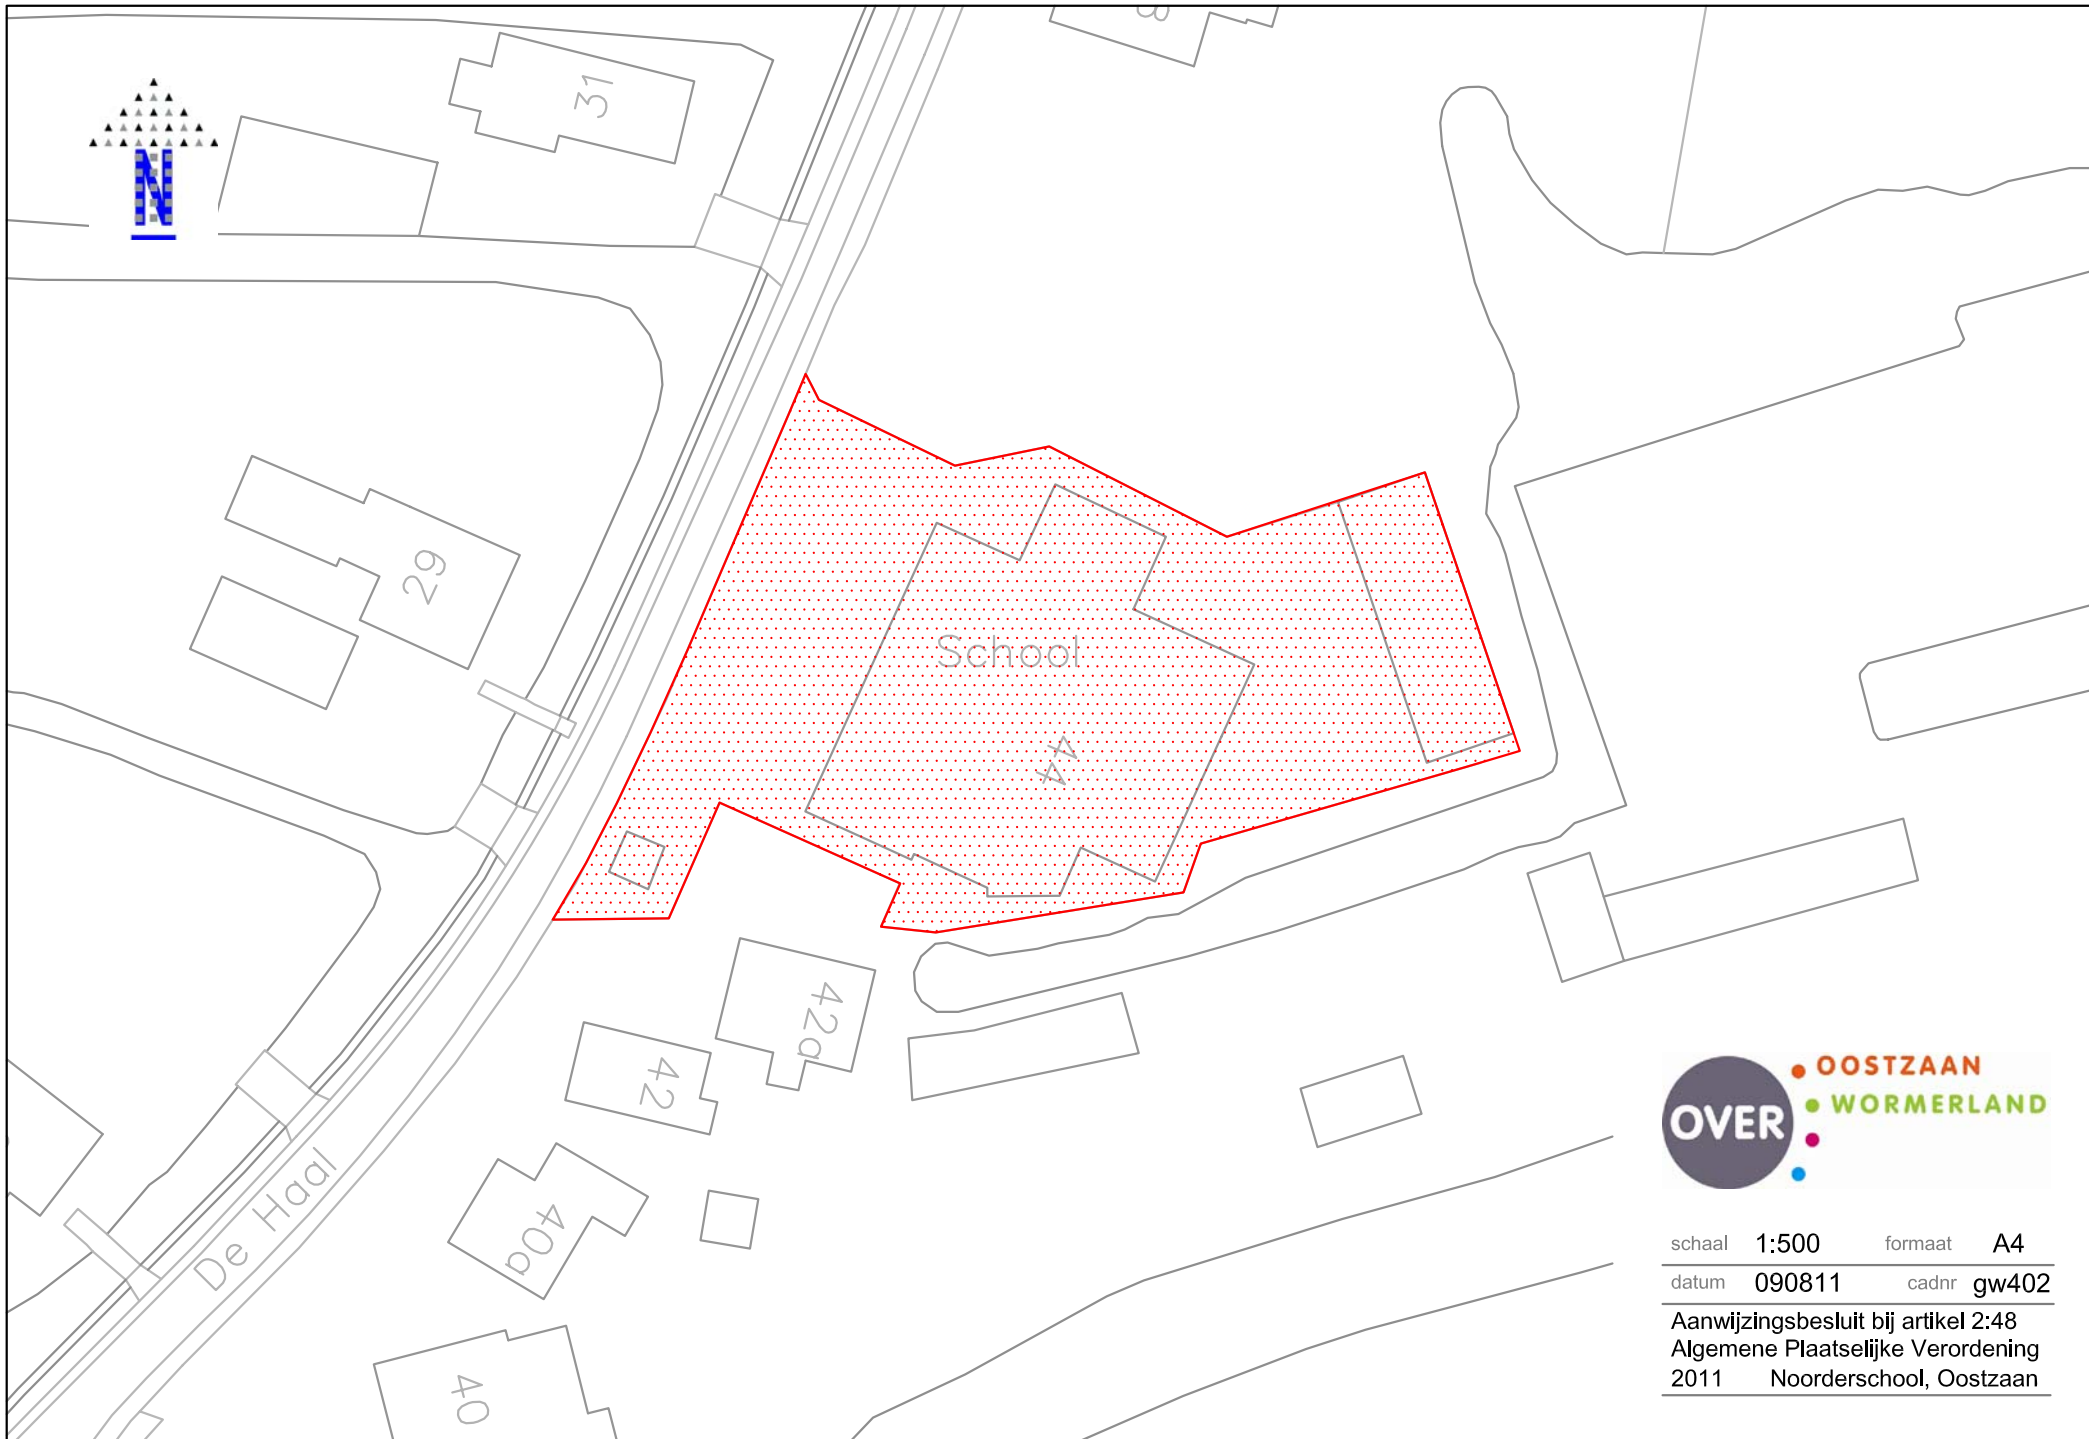 31
N
29
School
44
42a
42
40a
De Haal
40
OVER
OOSTZAAN
WORMERLAND
schaal 1:500 formaat A4
datum 090811 cadnr gw402
Aanwijzingsbesluit bij artikel 2:48
Algemene Plaatselijke Verordening
2011 Noorderschool, Oostzaan